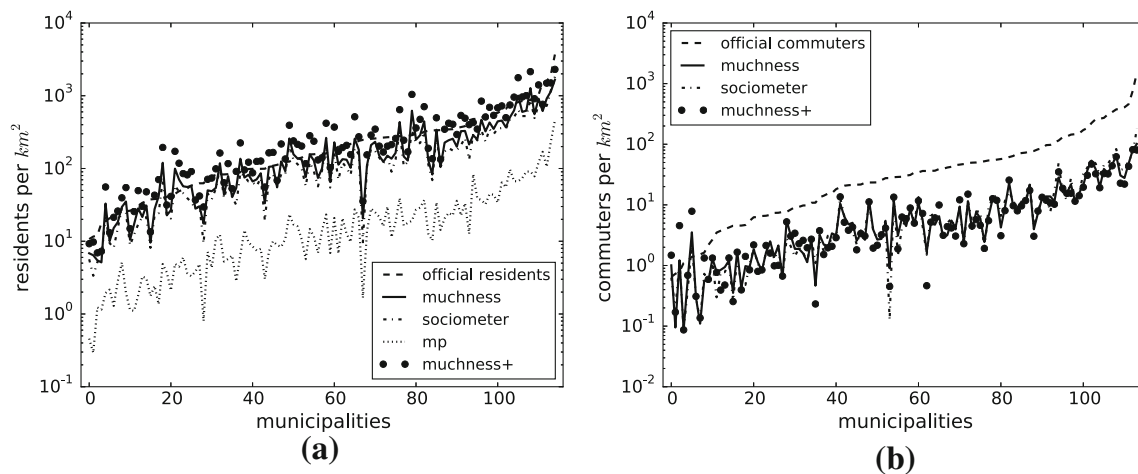 10^4
10^3
10^2
10^1
10^0
10^-1
residents per km^2
official residents
muchness
sociometer
mp
muchness+
0 20 40 60 80 100
municipalities
(a)
10^4
10^3
10^2
10^1
10^0
10^-1
10^-2
commuters per km^2
official commuters
muchness
sociometer
muchness+
0 20 40 60 80 100
municipalities
(b)